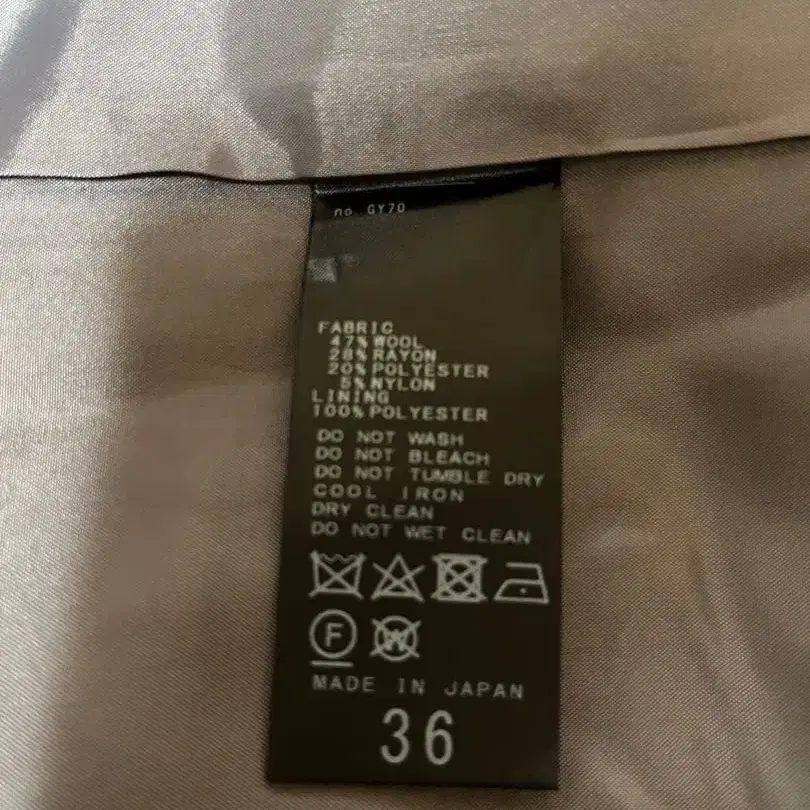 no. GY70
FABRIC
47% WOOL
28% RAYON
20% POLYESTER
5% NYLON
LINING
100% POLYESTER
DO NOT WASH
DO NOT BLEACH
DO NOT TUMBLE DRY
COOL IRON
DRY CLEAN
DO NOT WET CLEAN
F W
MADE IN JAPAN
36